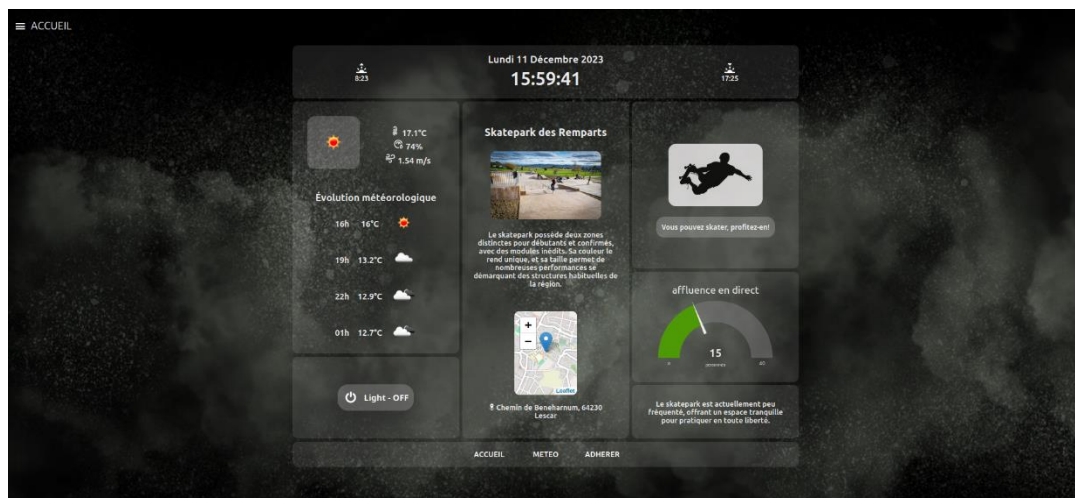 ACCUEIL
Lundi 11 Décembre 2023
15:59:41
8:23
17:25
17.1°C
74%
1.54 m/s
Évolution météorologique
16h 16°C
19h 13.2°C
22h 12.9°C
01h 12.7°C
Light - OFF
Skatepark des Remparts
Le skatepark possède deux zones
distinctes pour débutants et confirmés,
avec des modules inédits. Sa couleur le
rend unique, et sa taille permet de
nombreuses performances se
démarquant des structures habituelles de
la région.
+
−
Leaflet
Chemin de Beneharnum, 64230
Lescar
Vous pouvez skater, profitez-en!
affluence en direct
15
personnes
0
40
Le skatepark est actuellement peu
fréquenté, offrant un espace tranquille
pour pratiquer en toute liberté.
ACCUEIL METEO ADHERER